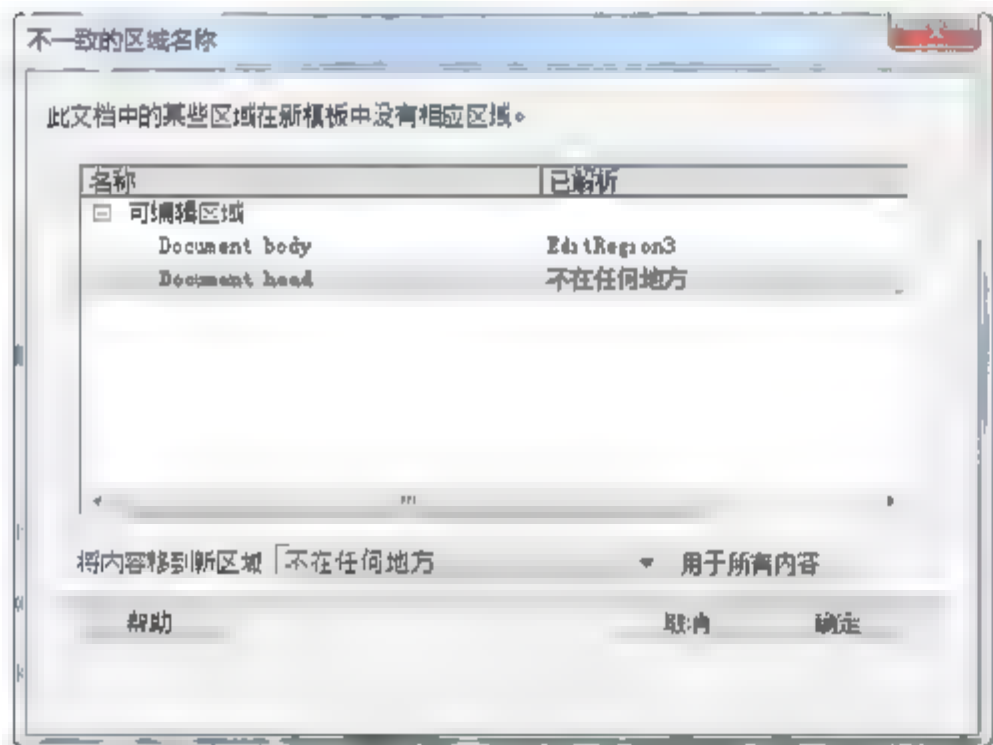 不一致的区域名称
此文档中的某些区域在新模板中没有相应区域。
名称 已解析
可编辑区域
Document body EditRegion3
Document head 不在任何地方
将内容移到新区域 不在任何地方 用于所有内容
帮助 取消 确定